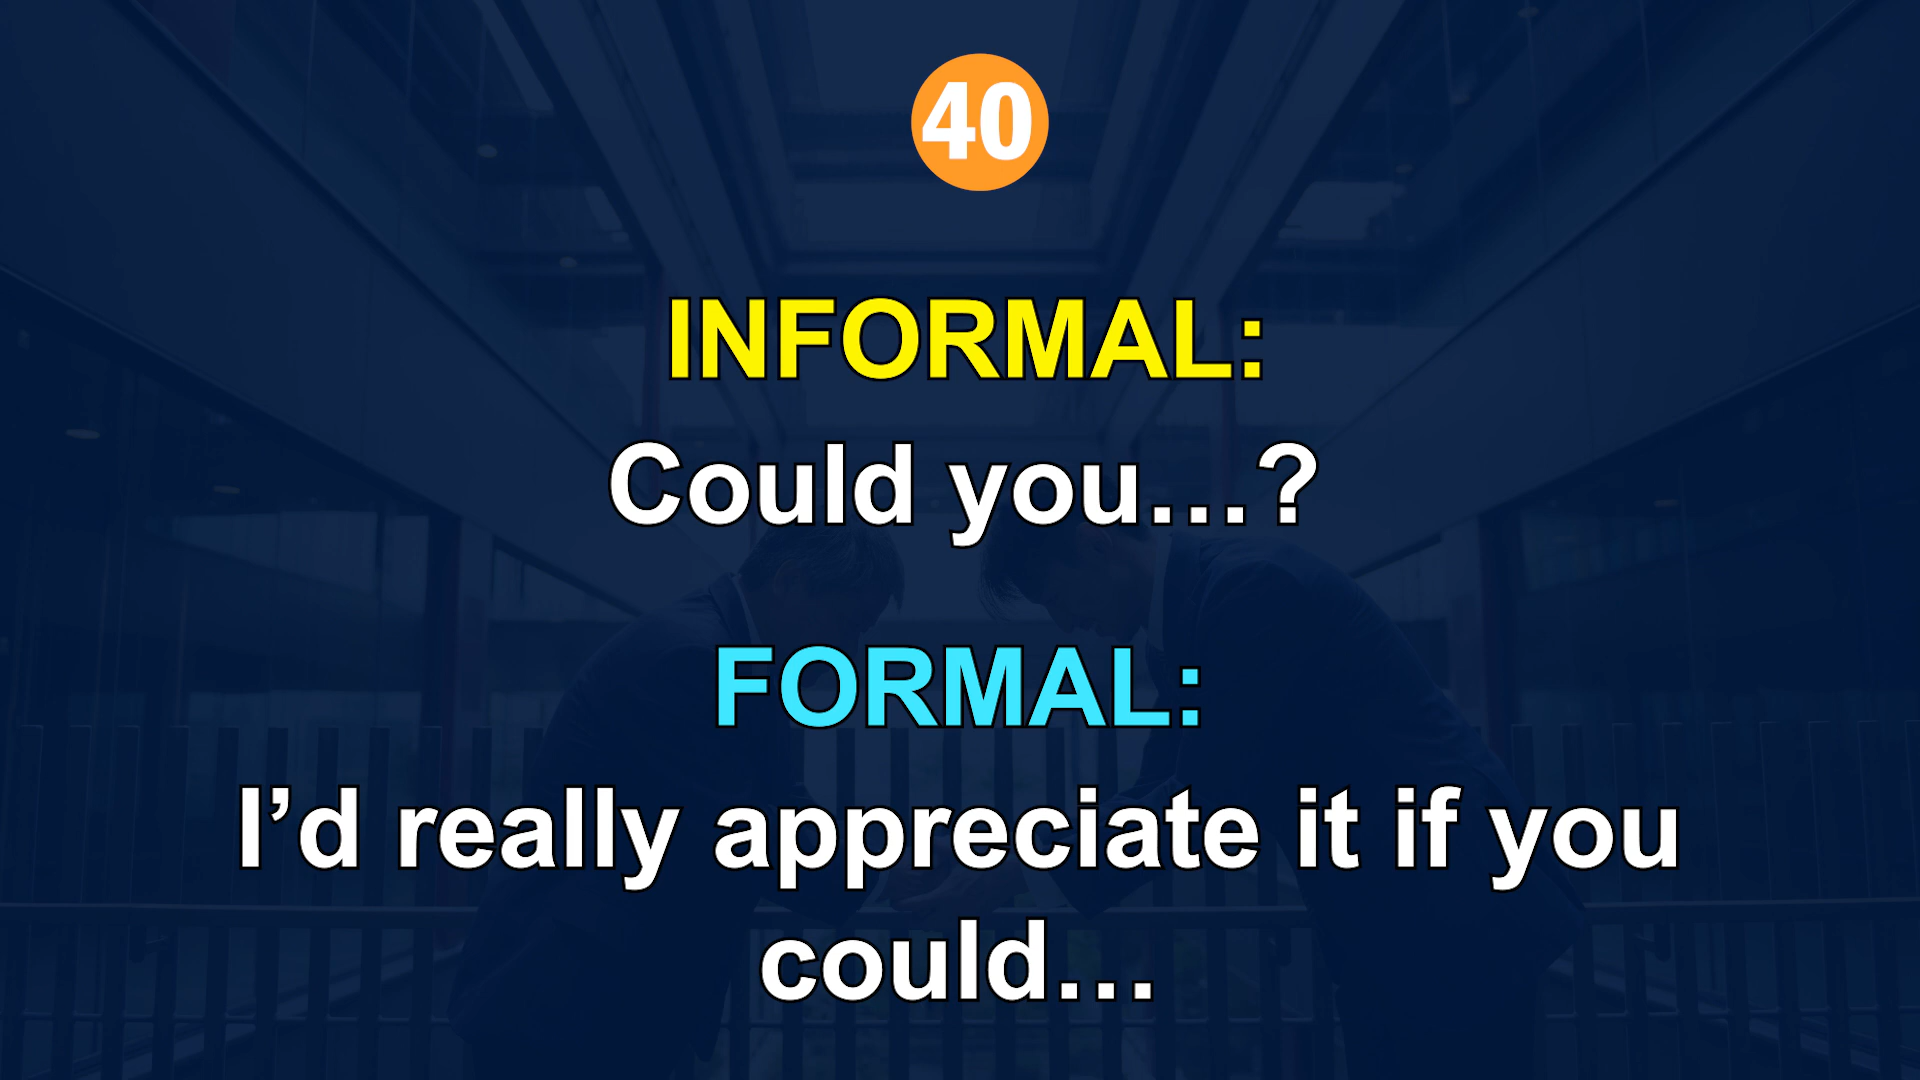 40
INFORMAL:
Could you…?
FORMAL:
I’d really appreciate it if you
could…